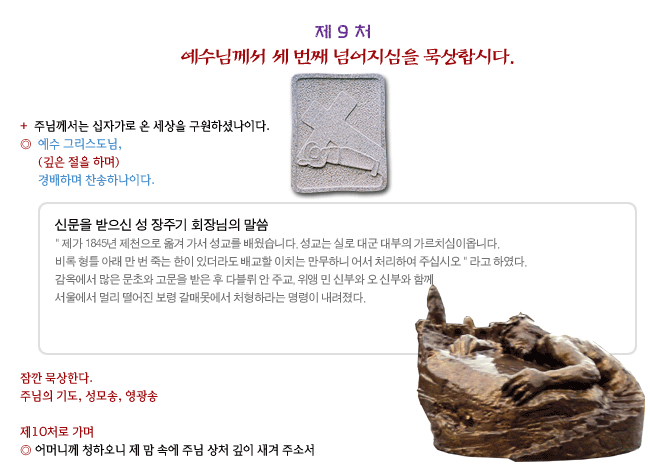 제 9 처
예수님께서 세 번째 넘어지심을 묵상합시다.
+ 주님께서는 십자가로 온 세상을 구원하셨나이다.
◎ 예수 그리스도님,
(깊은 절을 하며)
경배하며 찬송하나이다.
신문을 받으신 성 장주기 회장님의 말씀
" 제가 1845년 제천으로 옮겨 가서 성교를 배웠습니다. 성교는 실로 대군 대부의 가르치심이옵니다.
비록 형틀 아래 만 번 죽는 한이 있더라도 배교할 이치는 만무하니 어서 처리하여 주십시오 " 라고 하였다.
감옥에서 많은 문초와 고문을 받은 후 다블뤼 안 주교, 위앵 민 신부와 오 신부와 함께
서울에서 멀리 떨어진 보령 갈매못에서 처형하라는 명령이 내려졌다.
잠깐 묵상한다.
주님의 기도, 성모송, 영광송
제10처로 가며
◎ 어머니께 청하오니 제 맘 속에 주님 상처 깊이 새겨 주소서